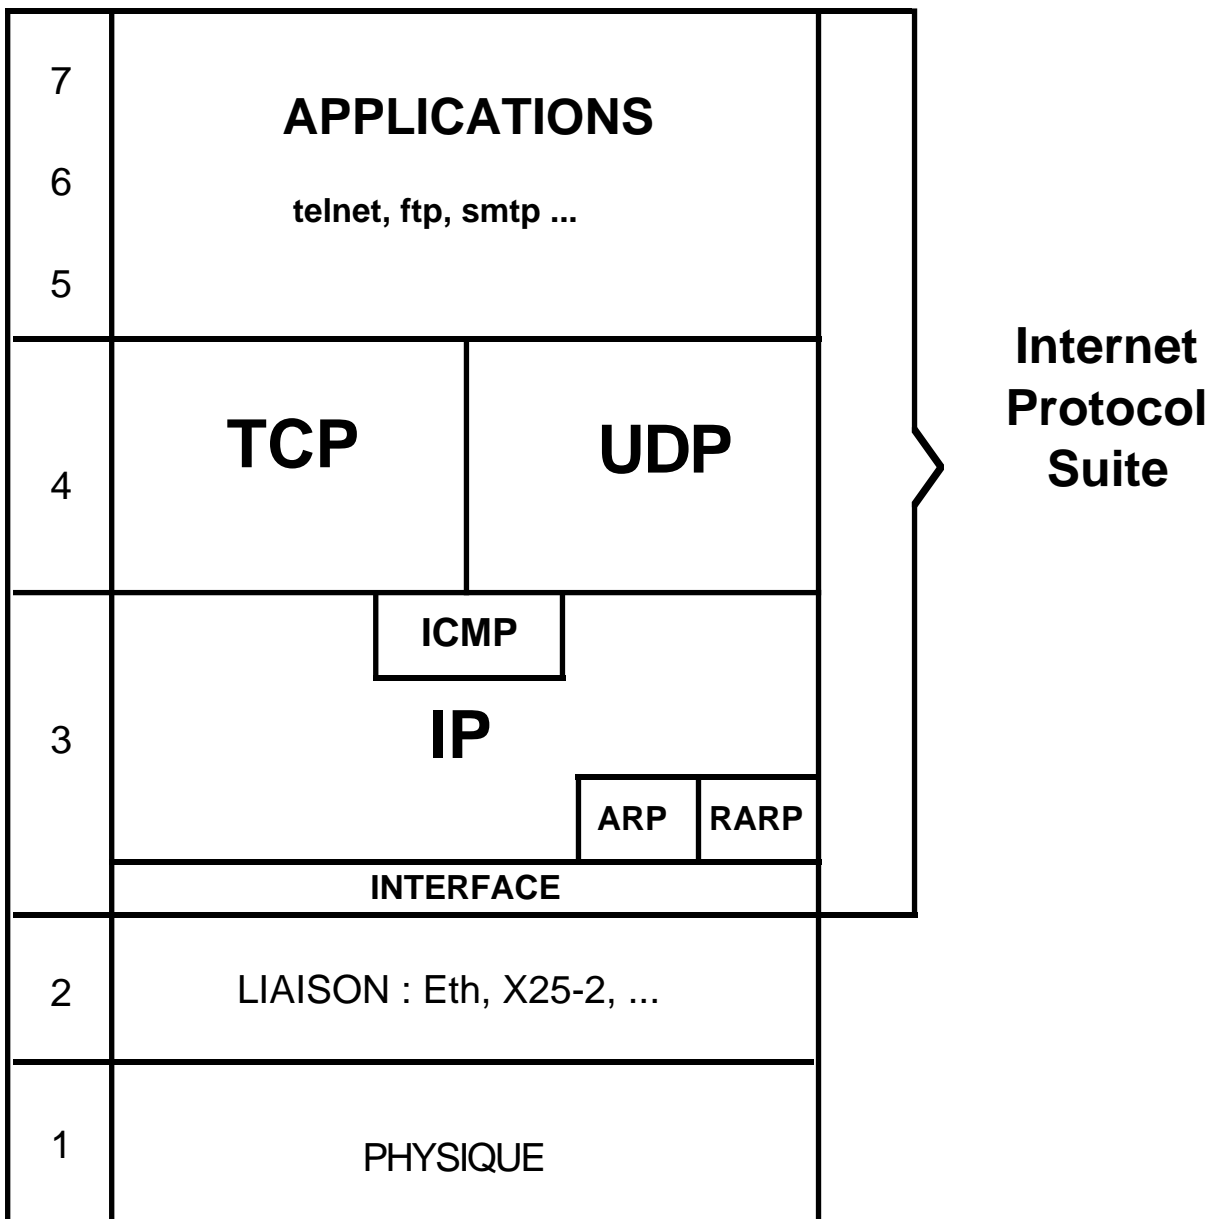 7
APPLICATIONS
6
telnet, ftp, smtp ...
5
Internet
Protocol
Suite
TCP
UDP
4
ICMP
3
IP
ARP
RARP
INTERFACE
2
LIAISON : Eth, X25-2, ...
1
PHYSIQUE